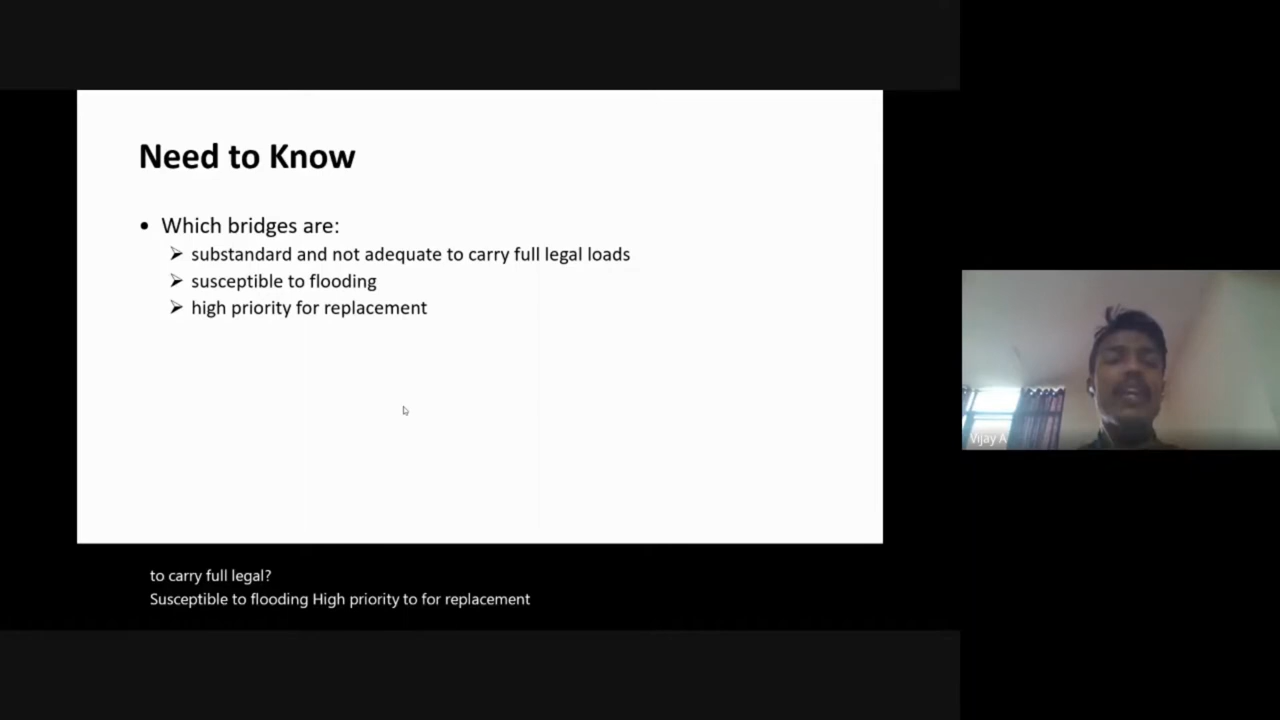 Need to Know
• Which bridges are:
➢ substandard and not adequate to carry full legal loads
➢ susceptible to flooding
➢ high priority for replacement
Vijay A
to carry full legal?
Susceptible to flooding High priority to for replacement